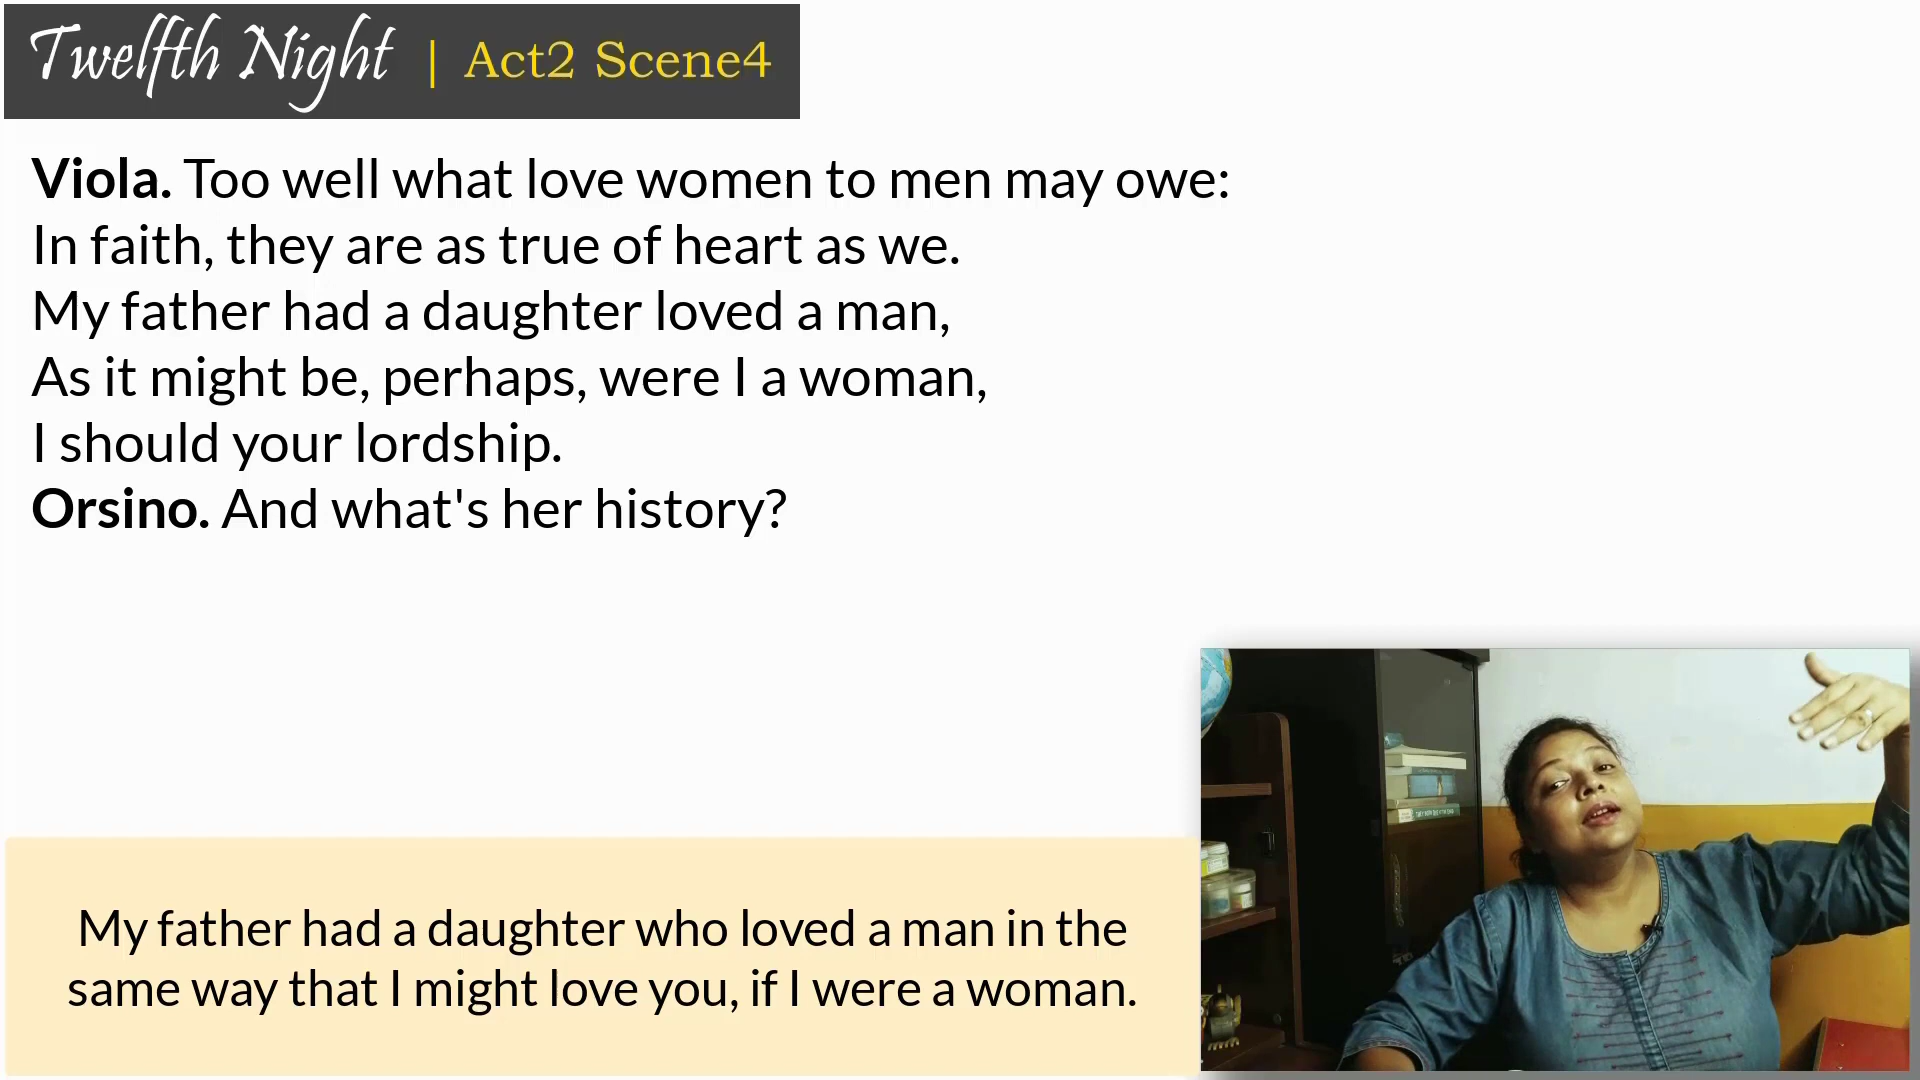 Twelfth Night | Act2 Scene4
Viola. Too well what love women to men may owe:
In faith, they are as true of heart as we.
My father had a daughter loved a man,
As it might be, perhaps, were I a woman,
I should your lordship.
Orsino. And what's her history?
My father had a daughter who loved a man in the
same way that I might love you, if I were a woman.